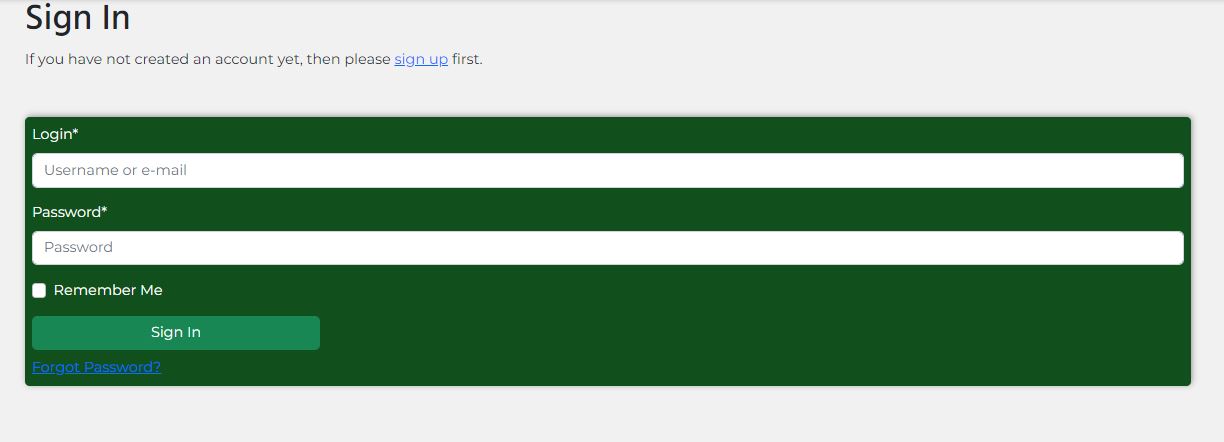 Sign In
If you have not created an account yet, then please sign up first.
Login*
Username or e-mail
Password*
Password
Remember Me
Sign In
Forgot Password?